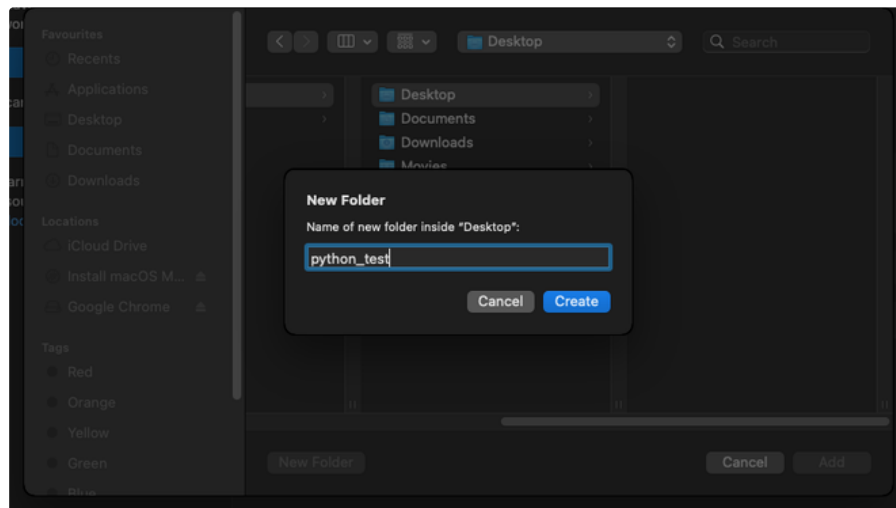 Favourites
Recents
Applications
Desktop
Documents
Downloads
Locations
iCloud Drive
Install macOS M...
Google Chrome
Tags
Red
Orange
Yellow
Green
Blue
Desktop
Search
Desktop
Documents
Downloads
Movies
New Folder
Name of new folder inside "Desktop":
python_test
Cancel
Create
New Folder
Cancel
Add